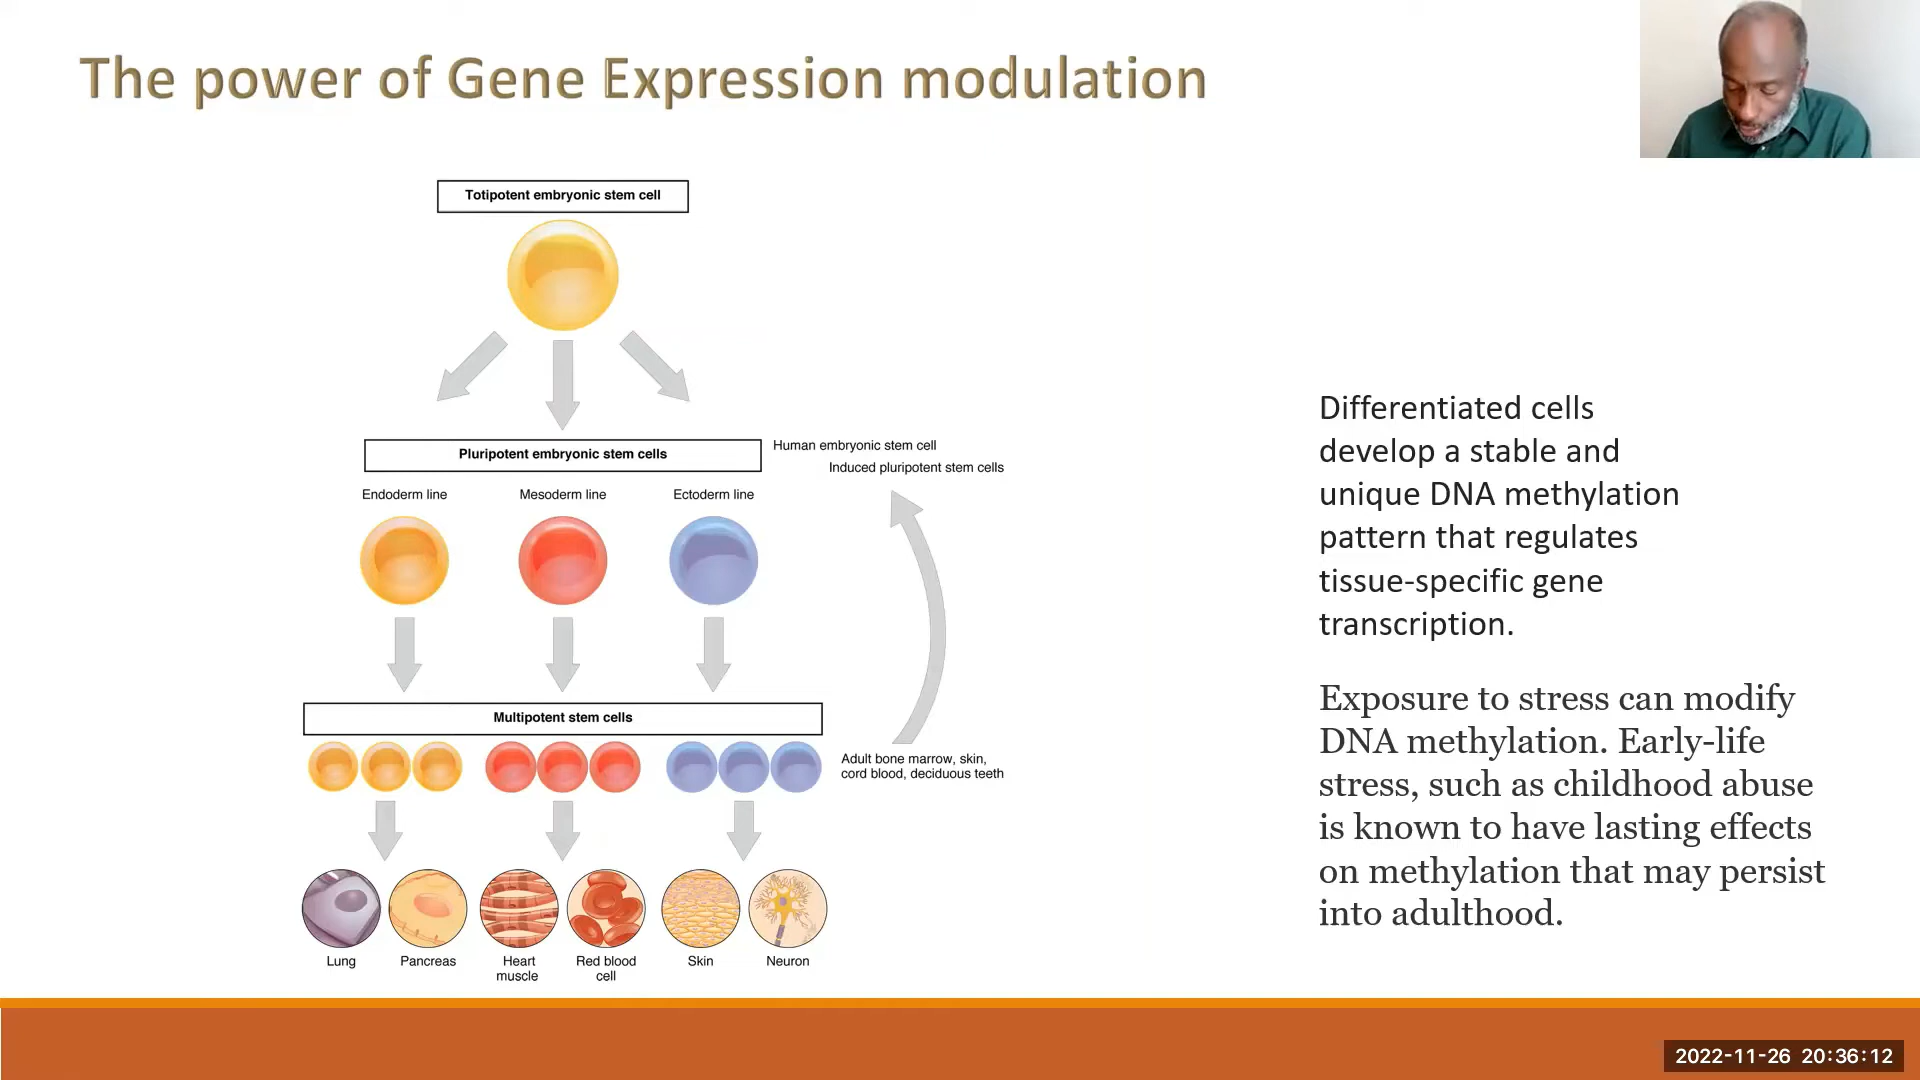 The power of Gene Expression modulation
Totipotent embryonic stem cell
Pluripotent embryonic stem cells
Human embryonic stem cell
Induced pluripotent stem cells
Endoderm line
Mesoderm line
Ectoderm line
Multipotent stem cells
Adult bone marrow, skin,
cord blood, deciduous teeth
Lung
Pancreas
Heart
muscle
Red blood
cell
Skin
Neuron
Differentiated cells
develop a stable and
unique DNA methylation
pattern that regulates
tissue-specific gene
transcription.
Exposure to stress can modify
DNA methylation. Early-life
stress, such as childhood abuse
is known to have lasting effects
on methylation that may persist
into adulthood.
2022-11-26 20:36:12